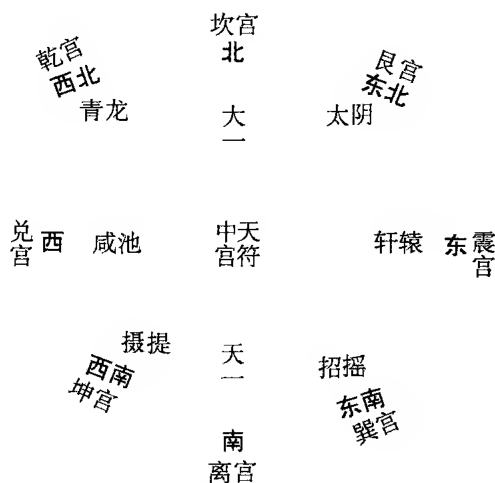 坎宫
北
乾宫
西北
青龙
大一
艮宫
东北
太阴
兑宫
西
咸池
中宫
天符
轩辕
东
震宫
摄提
西南
坤宫
天一
招摇
东南
巽宫
南
离宫